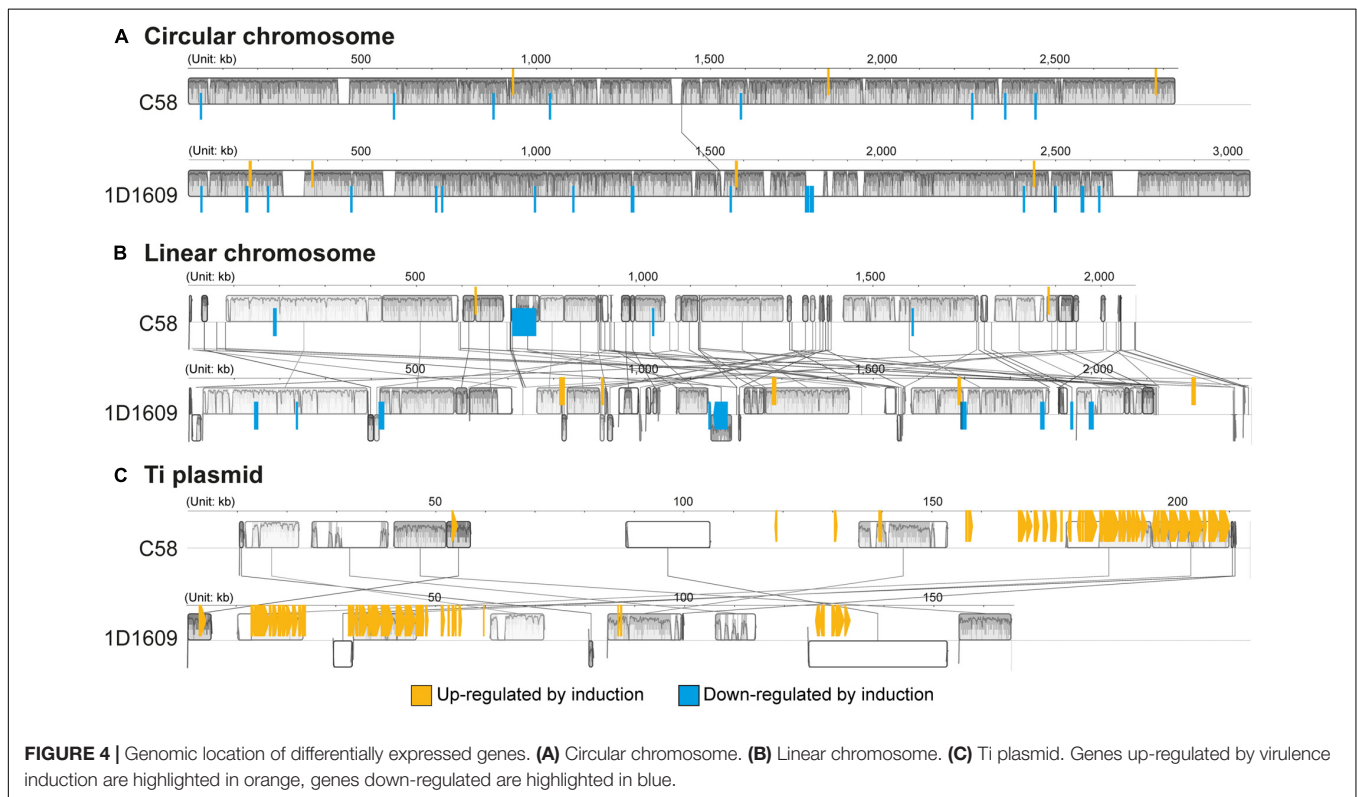 A Circular chromosome
(Unit: kb) 500 1,000 1,500 2,000 2,500
C58
(Unit: kb) 500 1,000 1,500 2,000 2,500 3,000
1D1609
B Linear chromosome
(Unit: kb) 500 1,000 1,500 2,000
C58
(Unit: kb) 500 1,000 1,500 2,000
1D1609
C Ti plasmid
(Unit: kb) 50 100 150 200
C58
(Unit: kb) 50 100 150
1D1609
Up-regulated by induction Down-regulated by induction
FIGURE 4 | Genomic location of differentially expressed genes. (A) Circular chromosome. (B) Linear chromosome. (C) Ti plasmid. Genes up-regulated by virulence
induction are highlighted in orange, genes down-regulated are highlighted in blue.